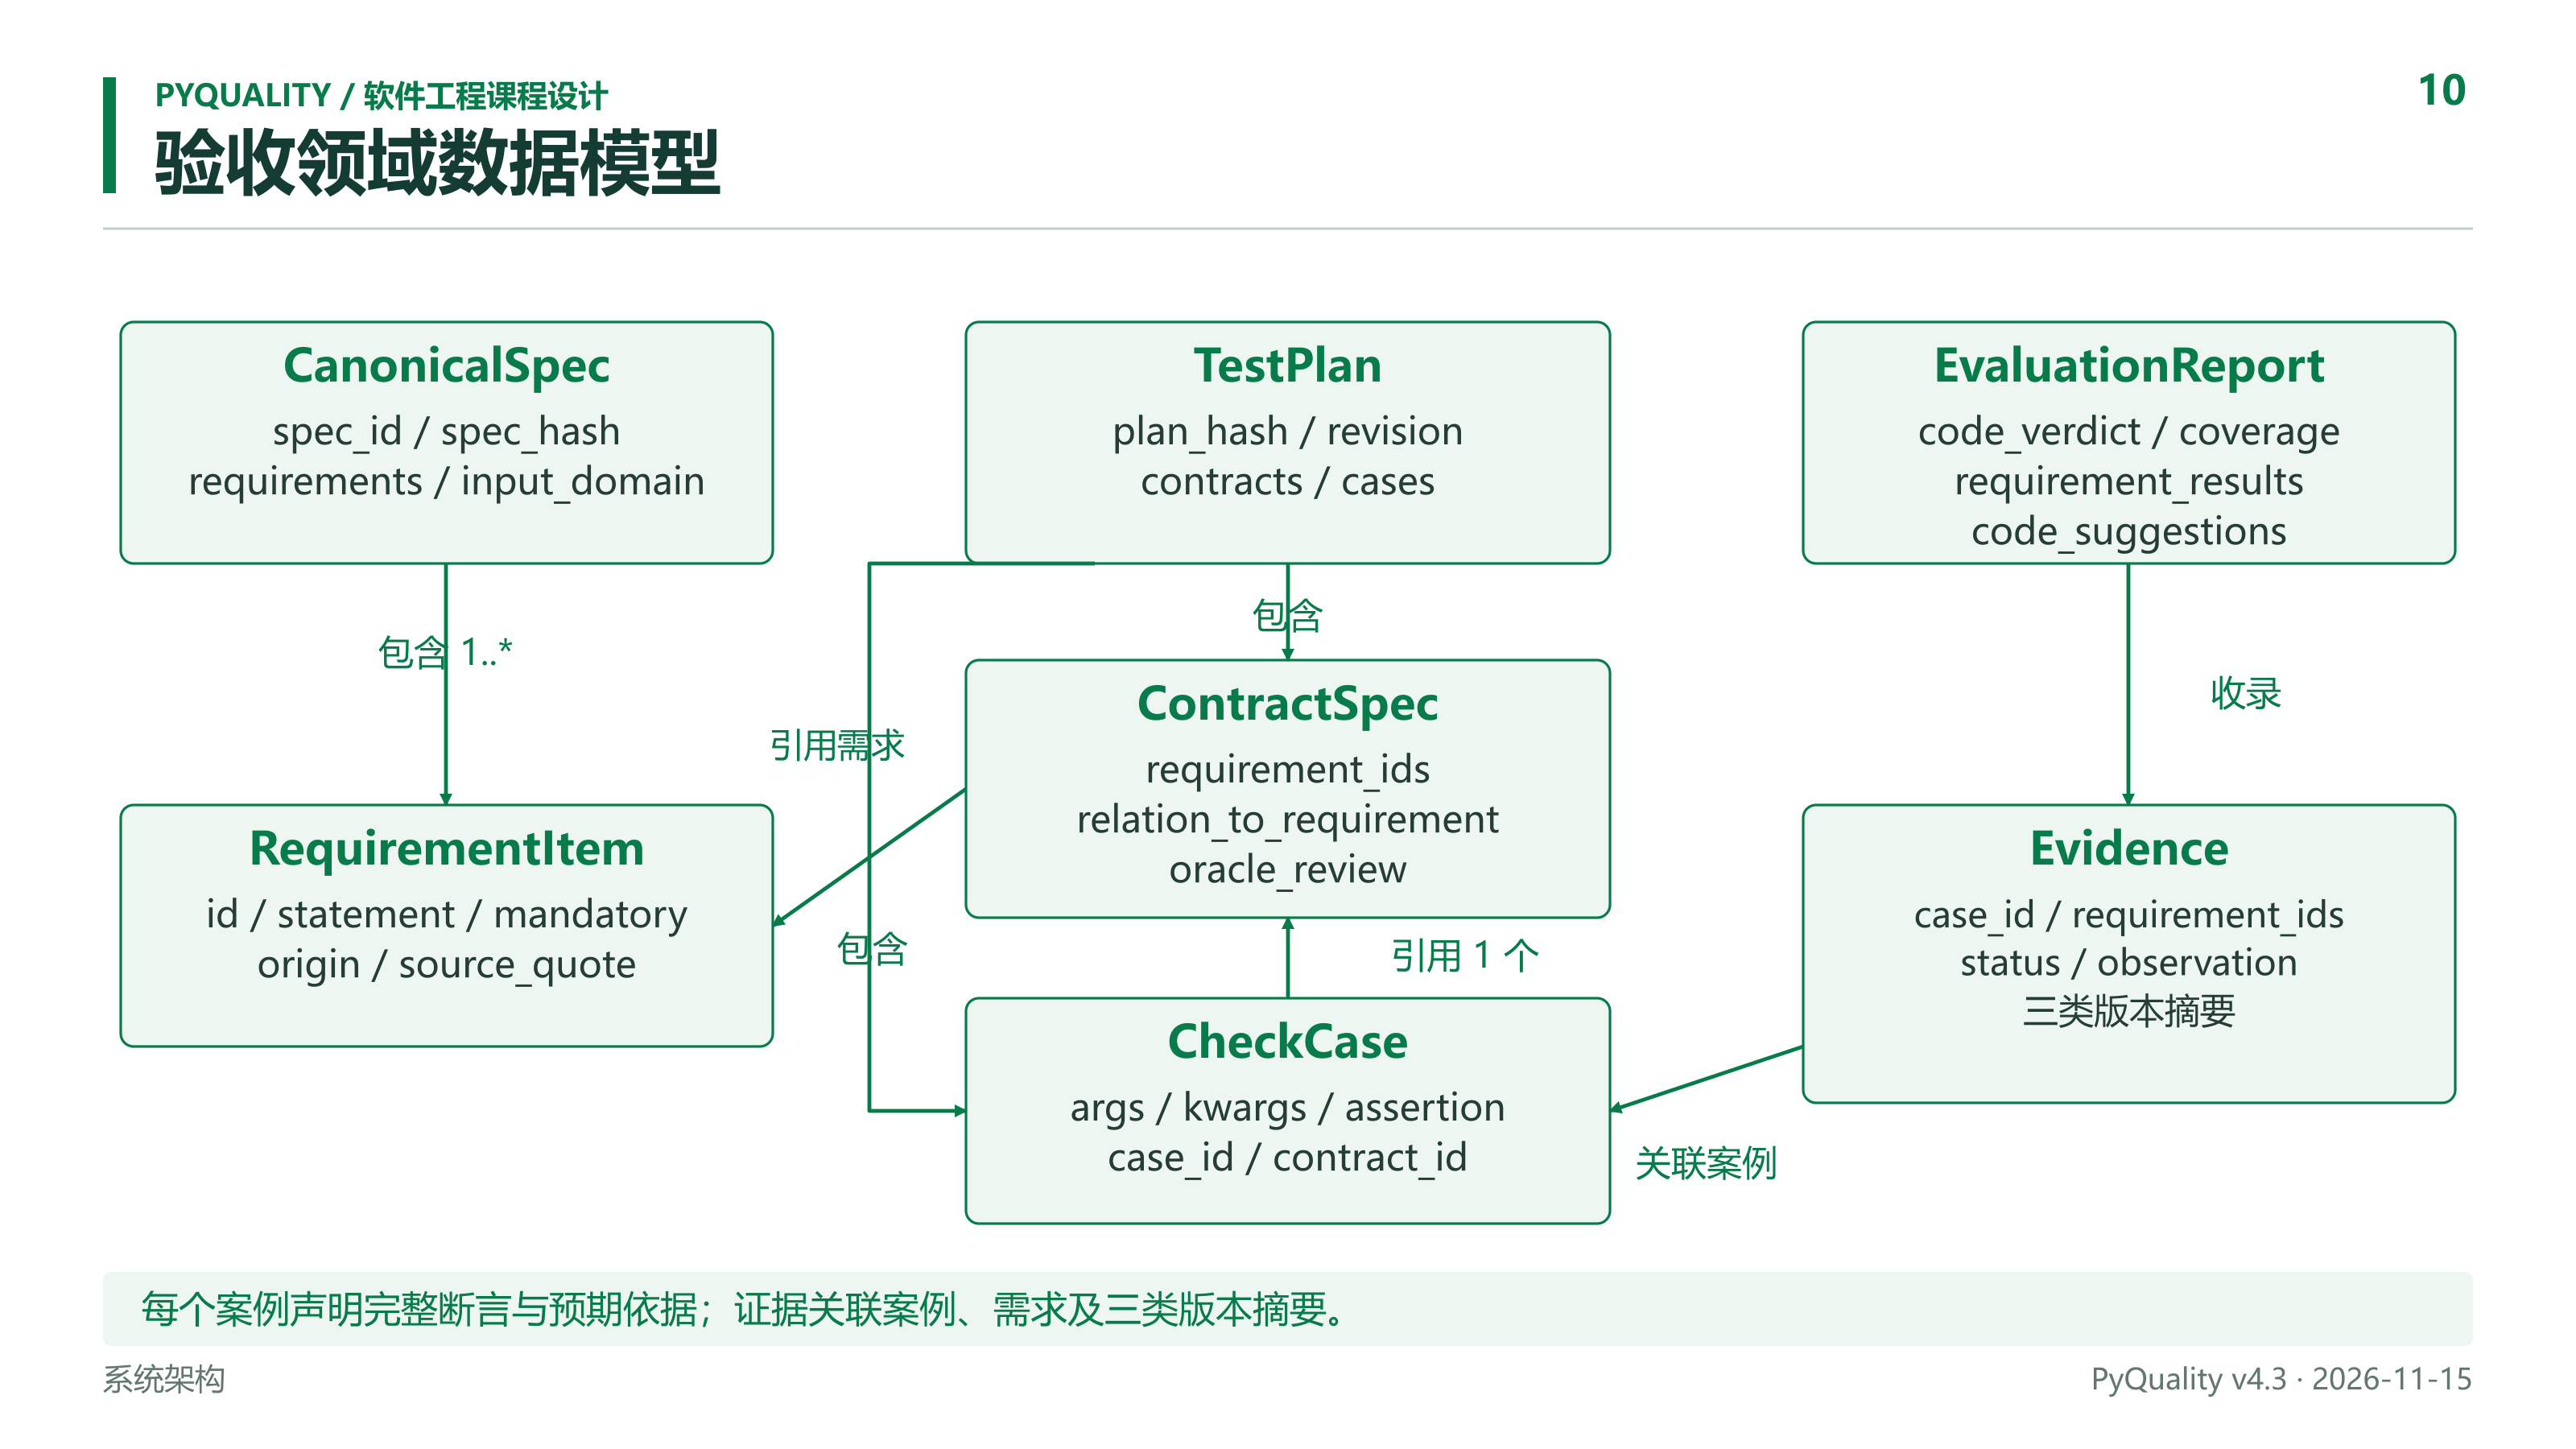 PYQUALITY / 软件工程课程设计
10
验收领域数据模型
CanonicalSpec
spec_id / spec_hash
requirements / input_domain
TestPlan
plan_hash / revision
contracts / cases
EvaluationReport
code_verdict / coverage
requirement_results
code_suggestions
包含 1..*
包含
收录
引用需求
ContractSpec
requirement_ids
relation_to_requirement
oracle_review
RequirementItem
id / statement / mandatory
origin / source_quote
Evidence
case_id / requirement_ids
status / observation
三类版本摘要
包含
引用 1 个
CheckCase
args / kwargs / assertion
case_id / contract_id
关联案例
每个案例声明完整断言与预期依据；证据关联案例、需求及三类版本摘要。
系统架构
PyQuality v4.3 · 2026-11-15